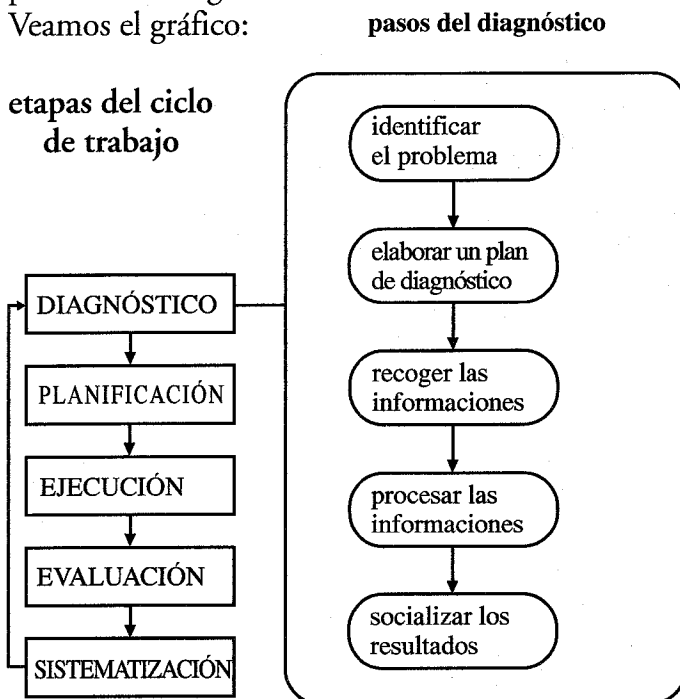 Veamos el gráfico:
pasos del diagnóstico
etapas del ciclo
de trabajo
DIAGNÓSTICO
PLANIFICACIÓN
EJECUCIÓN
EVALUACIÓN
SISTEMATIZACIÓN
identificar
el problema
elaborar un plan
de diagnóstico
recoger las
informaciones
procesar las
informaciones
socializar los
resultados